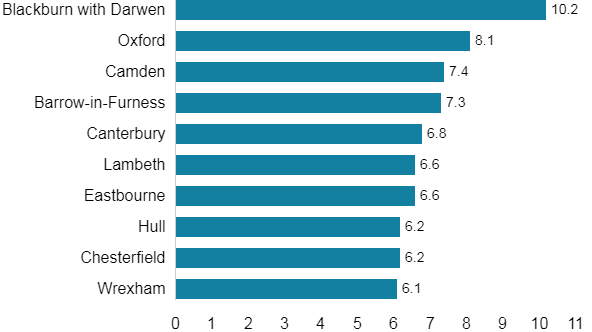 Blackburn with Darwen 10.2
Oxford 8.1
Camden 7.4
Barrow-in-Furness 7.3
Canterbury 6.8
Lambeth 6.6
Eastbourne 6.6
Hull 6.2
Chesterfield 6.2
Wrexham 6.1
0 1 2 3 4 5 6 7 8 9 10 11